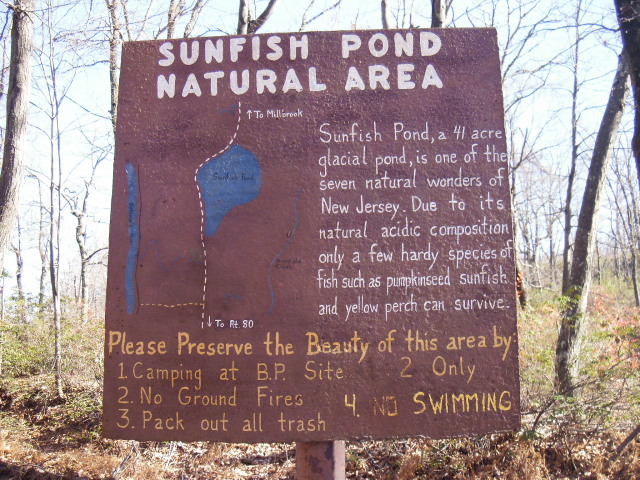 SUNFISH POND
NATURAL AREA
↑ To Millbrook
Sunfish Pond
Sunfish Pond, a 41 acre
glacial pond, is one of the
seven natural wonders of
New Jersey. Due to its
natural acidic composition
only a few hardy species of
fish such as pumpkinseed sunfish
and yellow perch can survive.
↓ To Rt. 80
Please Preserve the Beauty of this area by:
1. Camping at B.P. Site 2 Only
2. No Ground Fires
3. Pack out all trash
4. NO SWIMMING